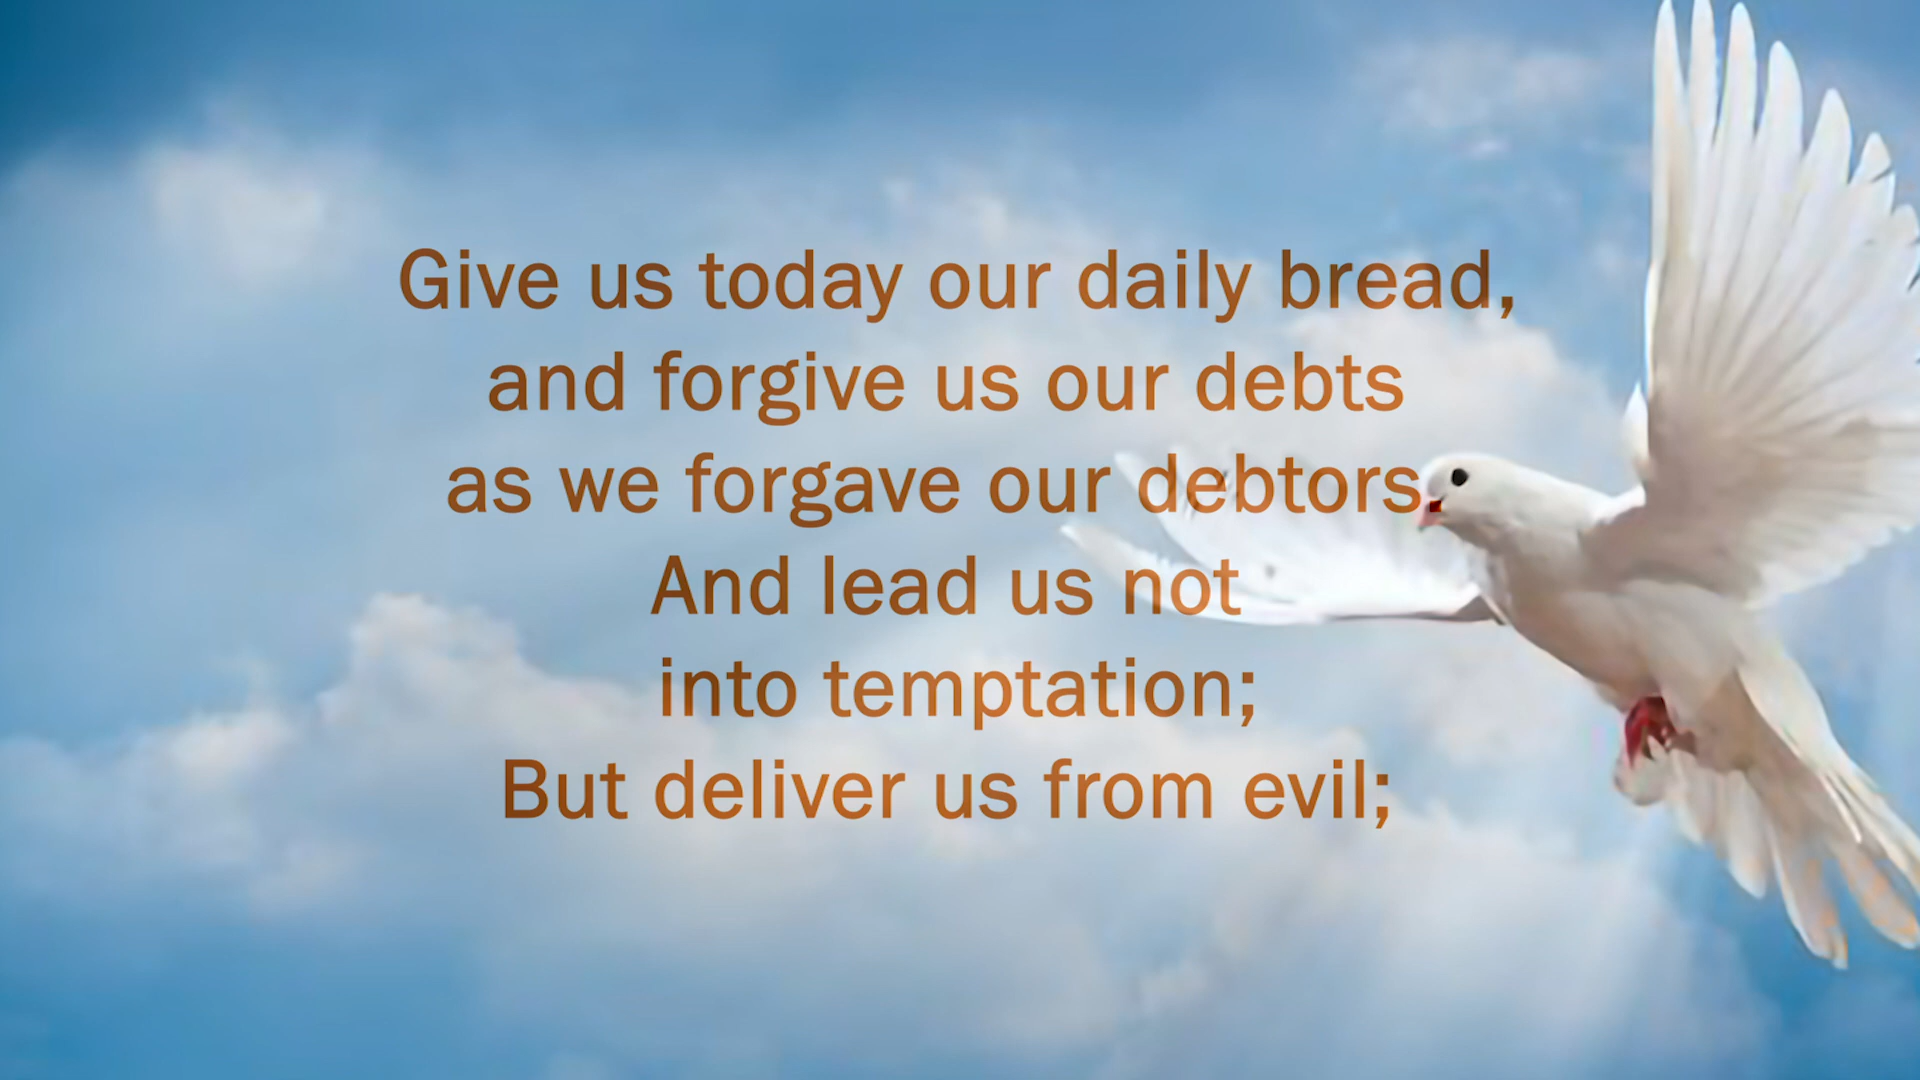 Give us today our daily bread,
and forgive us our debts
as we forgave our debtors.
And lead us not
into temptation;
But deliver us from evil;